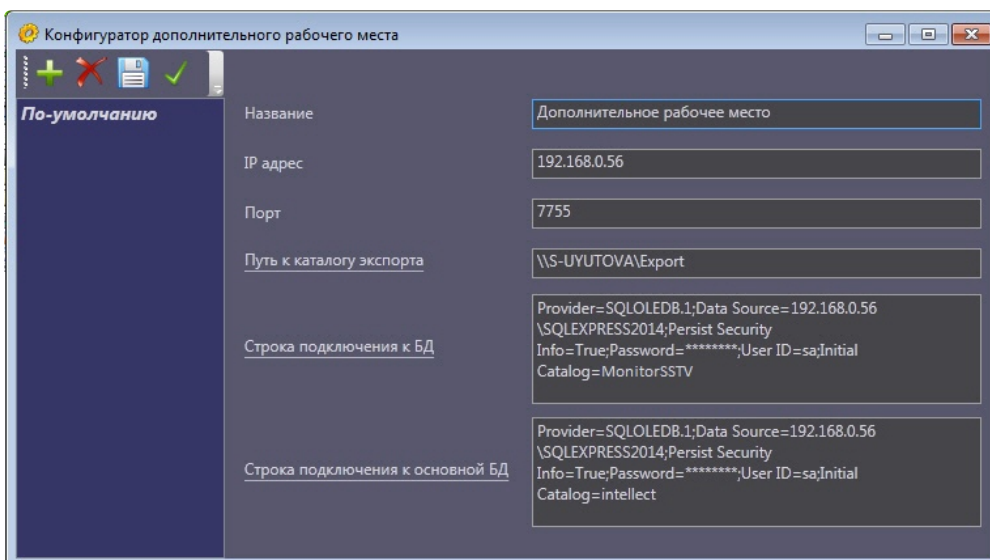 Конфигуратор дополнительного рабочего места
По-умолчанию
Название
Дополнительное рабочее место
IP адрес
192.168.0.56
Порт
7755
Путь к каталогу экспорта
\\S-UYUTOVA\Export
Строка подключения к БД
Provider=SQLOLEDB.1;Data Source=192.168.0.56
\SQLEXPRESS2014;Persist Security
Info=True;Password=********;User ID=sa;Initial
Catalog=MonitorSSTV
Строка подключения к основной БД
Provider=SQLOLEDB.1;Data Source=192.168.0.56
\SQLEXPRESS2014;Persist Security
Info=True;Password=********;User ID=sa;Initial
Catalog=intellect